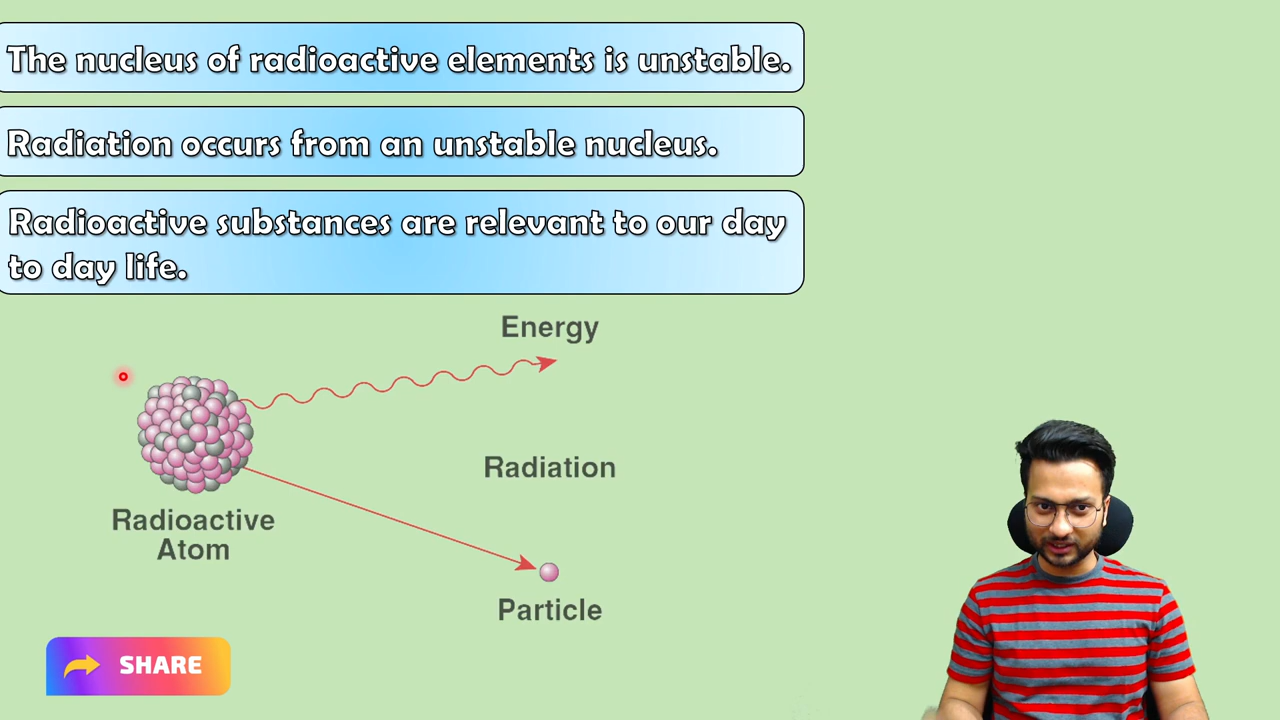 The nucleus of radioactive elements is unstable.
Radiation occurs from an unstable nucleus.
Radioactive substances are relevant to our day
to day life.
Energy
Radiation
Radioactive
Atom
Particle
SHARE